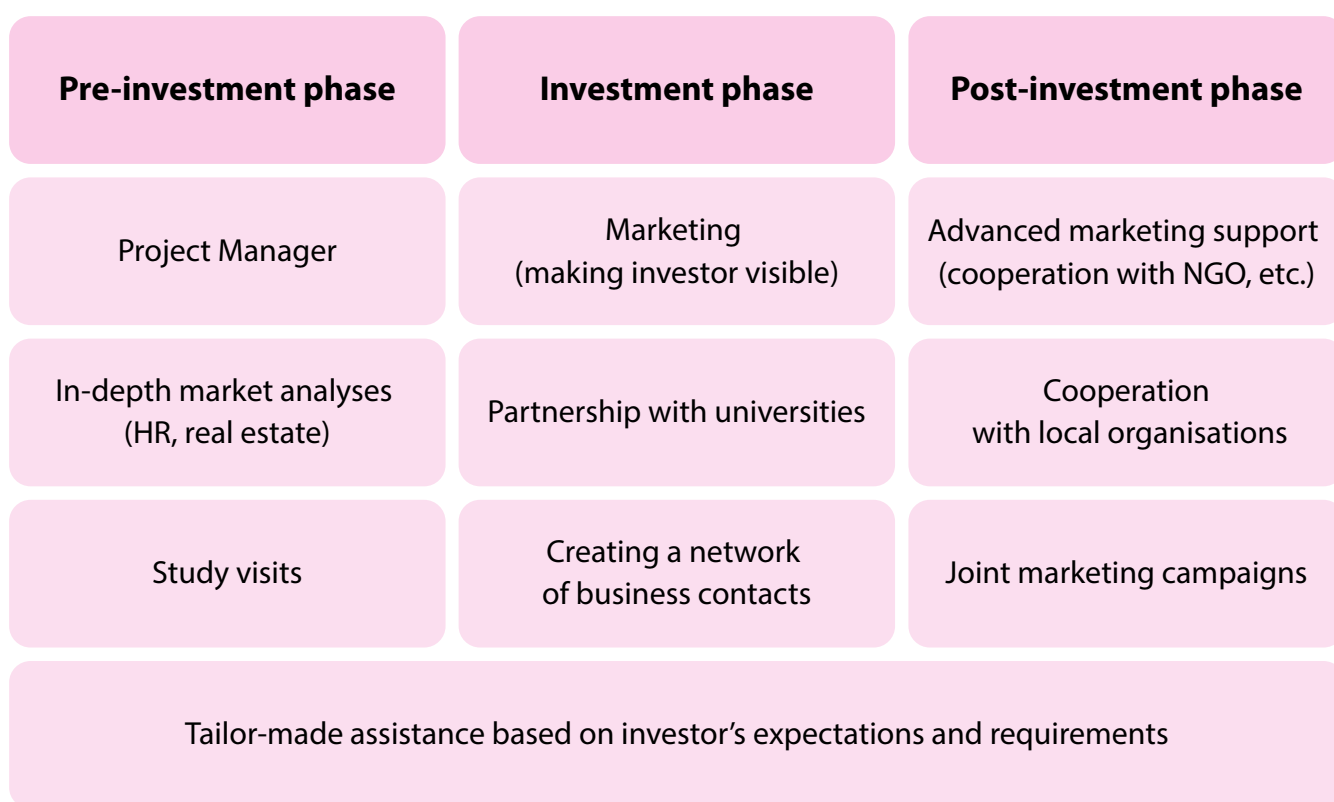 Pre-investment phase
Investment phase
Post-investment phase
Project Manager
Marketing
(making investor visible)
Advanced marketing support
(cooperation with NGO, etc.)
In-depth market analyses
(HR, real estate)
Partnership with universities
Cooperation
with local organisations
Study visits
Creating a network
of business contacts
Joint marketing campaigns
Tailor-made assistance based on investor’s expectations and requirements